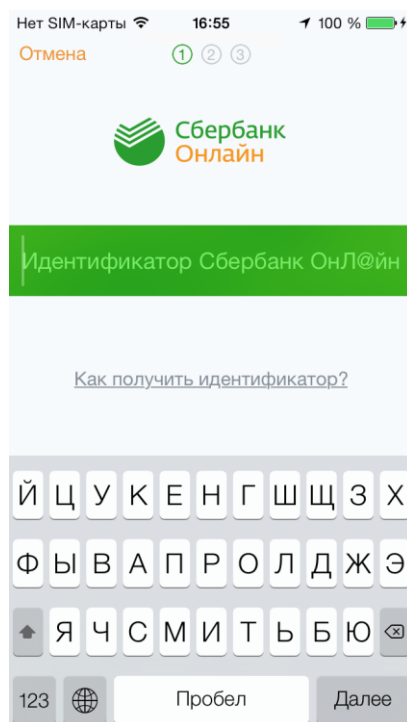 Нет SIM-карты 16:55 100 %
Отмена 1 2 3
Сбербанк
Онлайн
Идентификатор Сбербанк ОнЛ@йн
Как получить идентификатор?
Й Ц У К Е Н Г Ш Щ З Х
Ф Ы В А П Р О Л Д Ж Э
Я Ч С М И Т Ь Б Ю
123 Пробел Далее